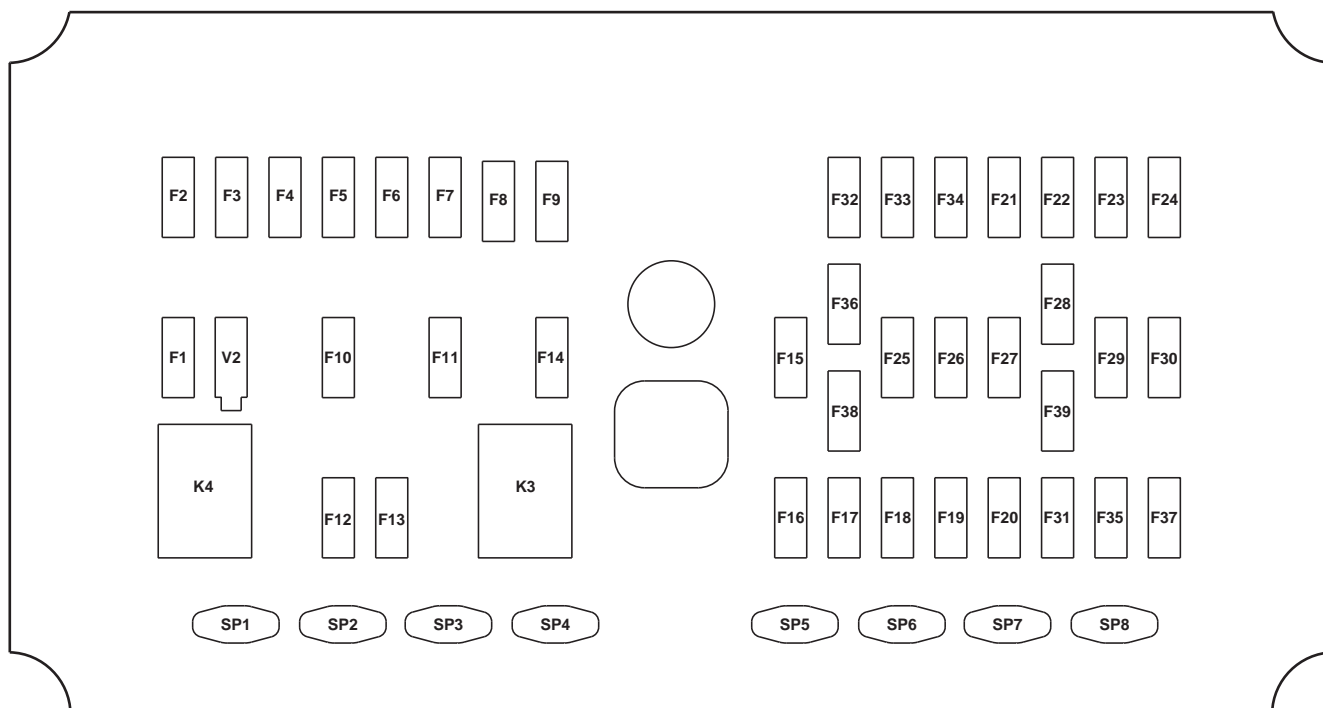 F2 F3 F4 F5 F6 F7 F8 F9 F32 F33 F34 F21 F22 F23 F24
F36 F28
F1 V2 F10 F11 F14 F15 F25 F26 F27 F29 F30
F38 F39
K4 K3
F12 F13 F16 F17 F18 F19 F20 F31 F35 F37
SP1 SP2 SP3 SP4 SP5 SP6 SP7 SP8